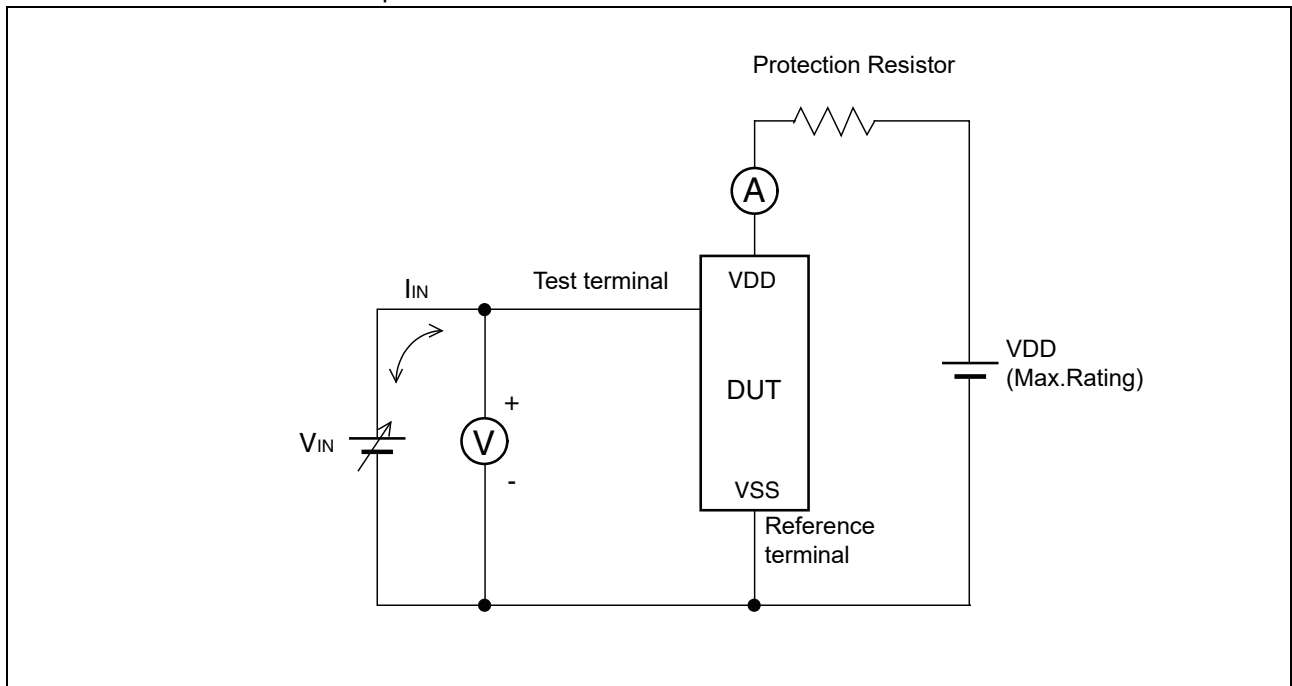 Protection Resistor
A
Test terminal
VDD
IIN
VDD
(Max.Rating)
DUT
+
VIN
V
-
VSS
Reference
terminal